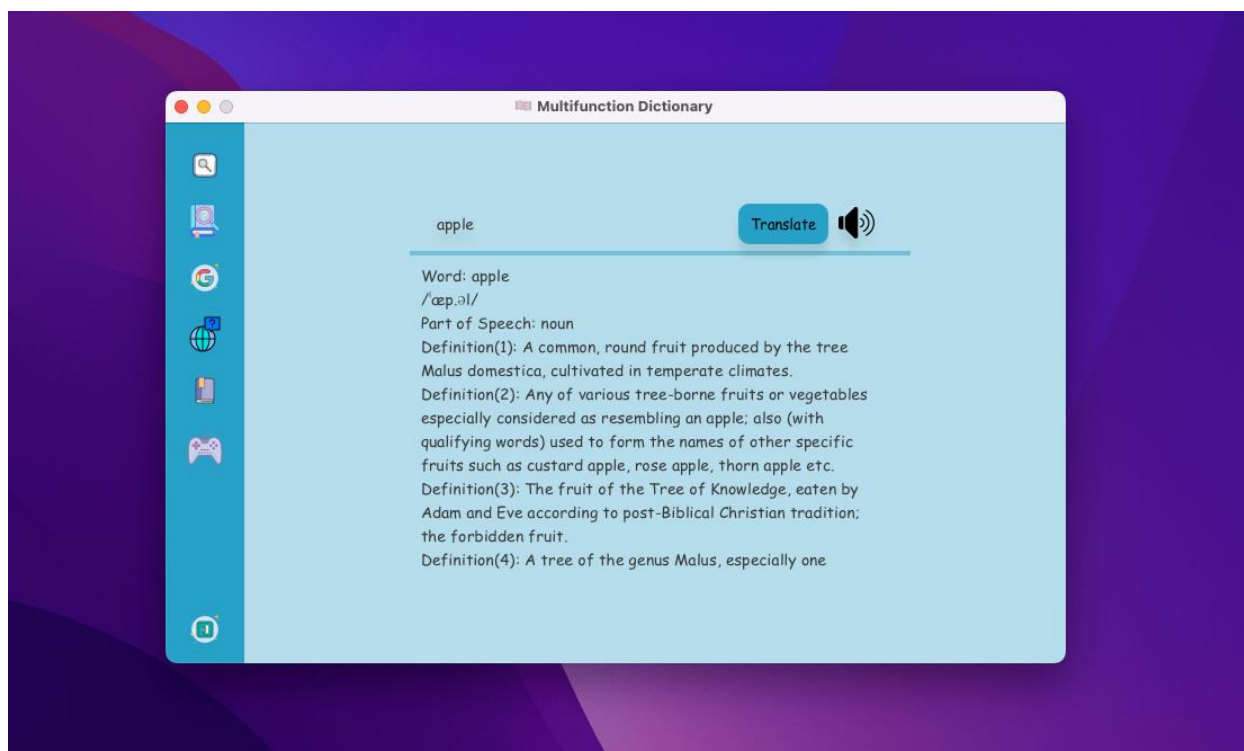 Multifunction Dictionary
apple
Translate
Word: apple
/ˈæp.əl/
Part of Speech: noun
Definition(1): A common, round fruit produced by the tree
Malus domestica, cultivated in temperate climates.
Definition(2): Any of various tree-borne fruits or vegetables
especially considered as resembling an apple; also (with
qualifying words) used to form the names of other specific
fruits such as custard apple, rose apple, thorn apple etc.
Definition(3): The fruit of the Tree of Knowledge, eaten by
Adam and Eve according to post-Biblical Christian tradition;
the forbidden fruit.
Definition(4): A tree of the genus Malus, especially one